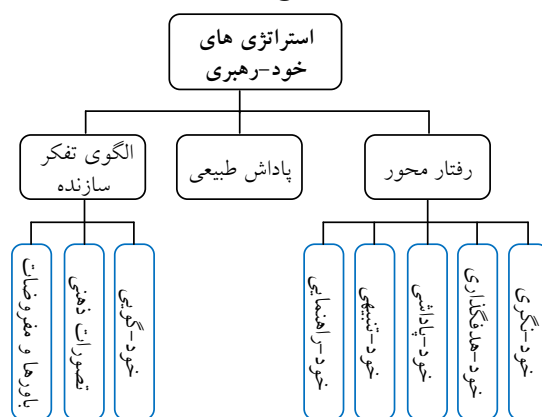 استراتژی های
خود-رهبری
رفتار محور
پاداش طبیعی
الگوی تفکر
سازنده
خود-نگری
خود-هدفگذاری
خود-پاداشی
خود-تنبیهی
خود-راهنمایی
خود-گویی
تصورات ذهنی
باورها و مفروضات